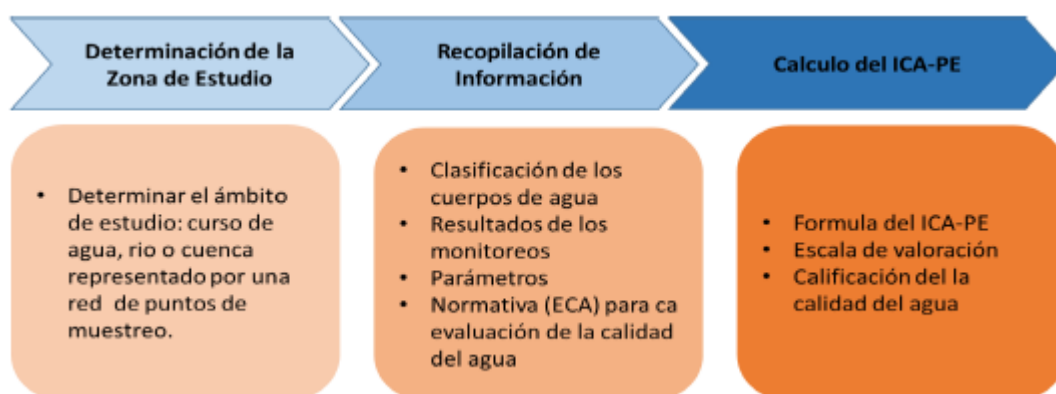 Determinación de la
Zona de Estudio
Recopilación de
Información
Calculo del ICA-PE
• Determinar el ámbito
de estudio: curso de
agua, rio o cuenca
representado por una
red de puntos de
muestreo.
• Clasificación de los
cuerpos de agua
• Resultados de los
monitoreos
• Parámetros
• Normativa (ECA) para ca
evaluación de la calidad
del agua
• Formula del ICA-PE
• Escala de valoración
• Calificación del la
calidad del agua